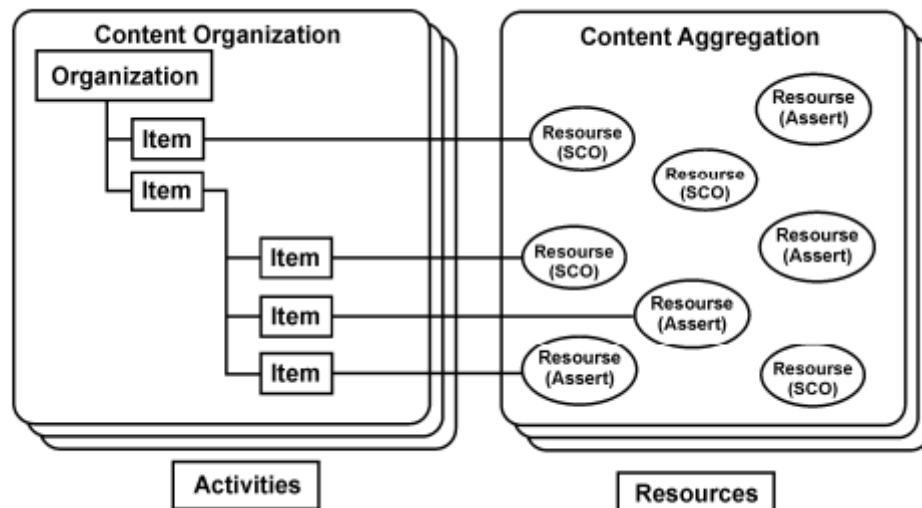 Content Organization
Organization
Item
Item
Item
Item
Item
Activities
Content Aggregation
Resourse
(Assert)
Resourse
(SCO)
Resourse
(SCO)
Resourse
(Assert)
Resourse
(SCO)
Resourse
(Assert)
Resourse
(Assert)
Resourse
(SCO)
Resources